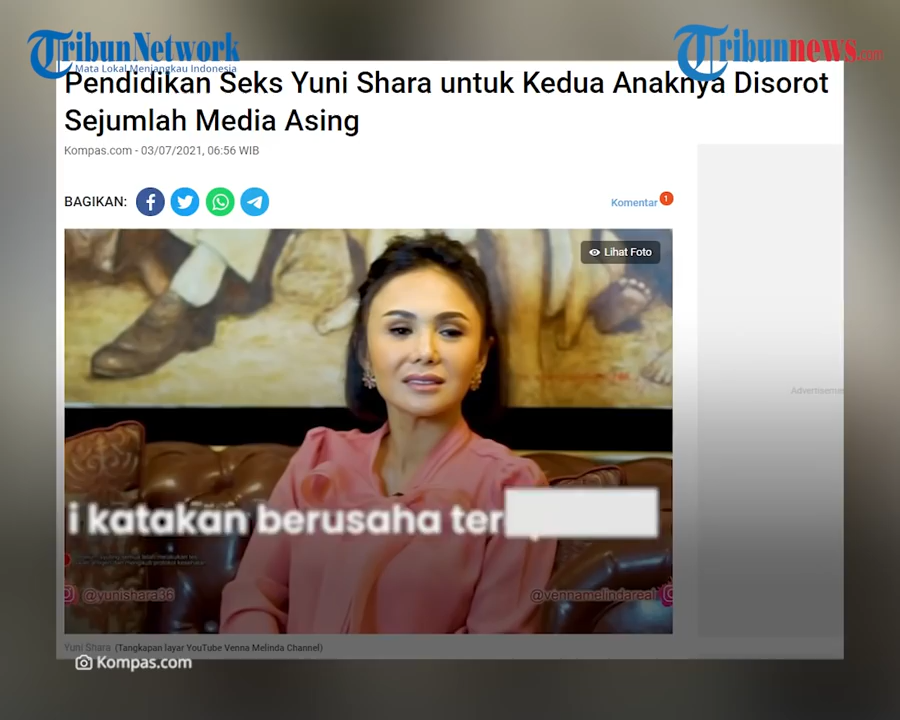 TribunNetwork
Mata Lokal Menjangkau Indonesia
Tribunnews.com
Pendidikan Seks Yuni Shara untuk Kedua Anaknya Disorot
Sejumlah Media Asing
Kompas.com - 03/07/2021, 06:56 WIB
BAGIKAN:
Komentar 1
Lihat Foto
Advertiseme
i katakan berusaha ter
@yunishara36
@vennamelindareal
Yuni Shara (Tangkapan layar YouTube Venna Melinda Channel)
Kompas.com